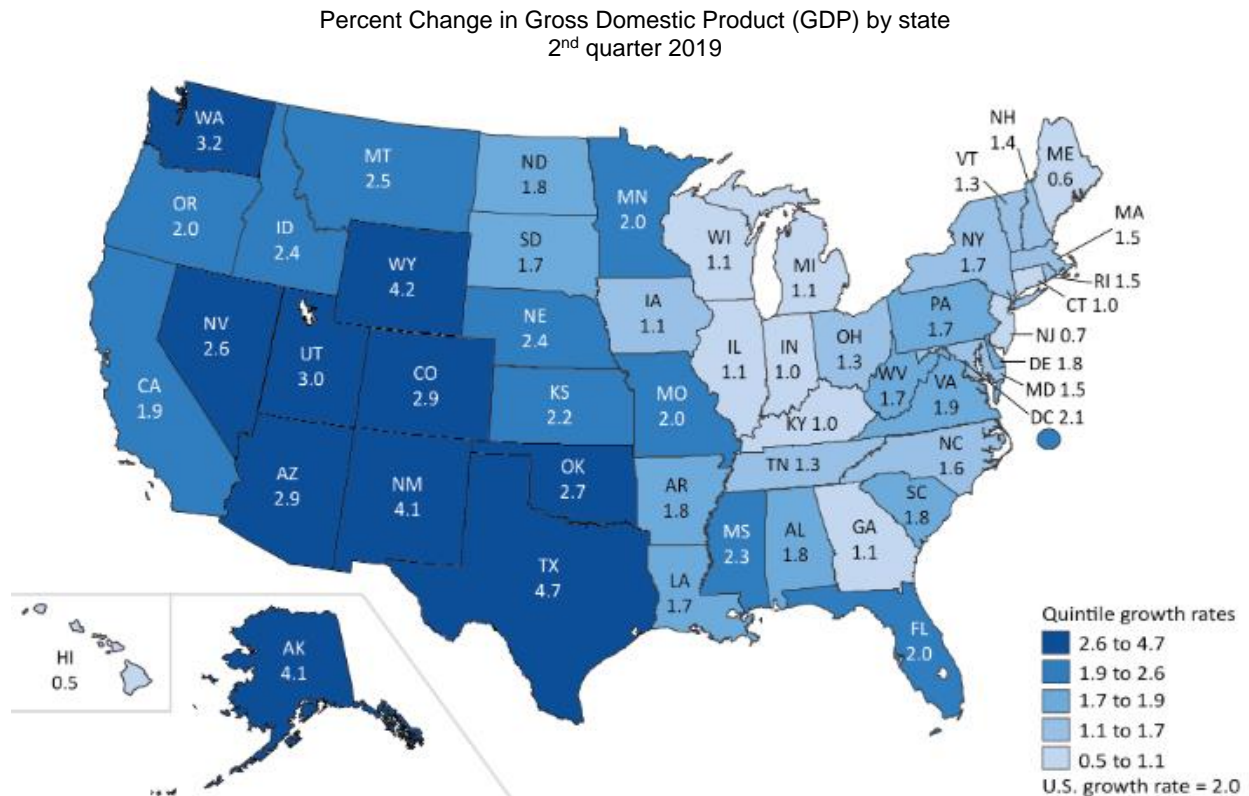 Percent Change in Gross Domestic Product (GDP) by state
2nd quarter 2019
WA
3.2
MT
2.5
ND
1.8
MN
2.0
OR
2.0
ID
2.4
WY
4.2
SD
1.7
WI
1.1
MI
1.1
NH
1.4
VT
1.3
ME
0.6
MA
1.5
NY
1.7
RI 1.5
CT 1.0
NV
2.6
UT
3.0
CO
2.9
NE
2.4
IA
1.1
IL
1.1
IN
1.0
OH
1.3
PA
1.7
NJ 0.7
DE 1.8
MD 1.5
DC 2.1
CA
1.9
KS
2.2
MO
2.0
KY 1.0
WV
1.7
VA
1.9
AZ
2.9
NM
4.1
OK
2.7
AR
1.8
TN 1.3
NC
1.6
SC
1.8
TX
4.7
LA
1.7
MS
2.3
AL
1.8
GA
1.1
FL
2.0
HI
0.5
AK
4.1
Quintile growth rates
2.6 to 4.7
1.9 to 2.6
1.7 to 1.9
1.1 to 1.7
0.5 to 1.1
U.S. growth rate = 2.0